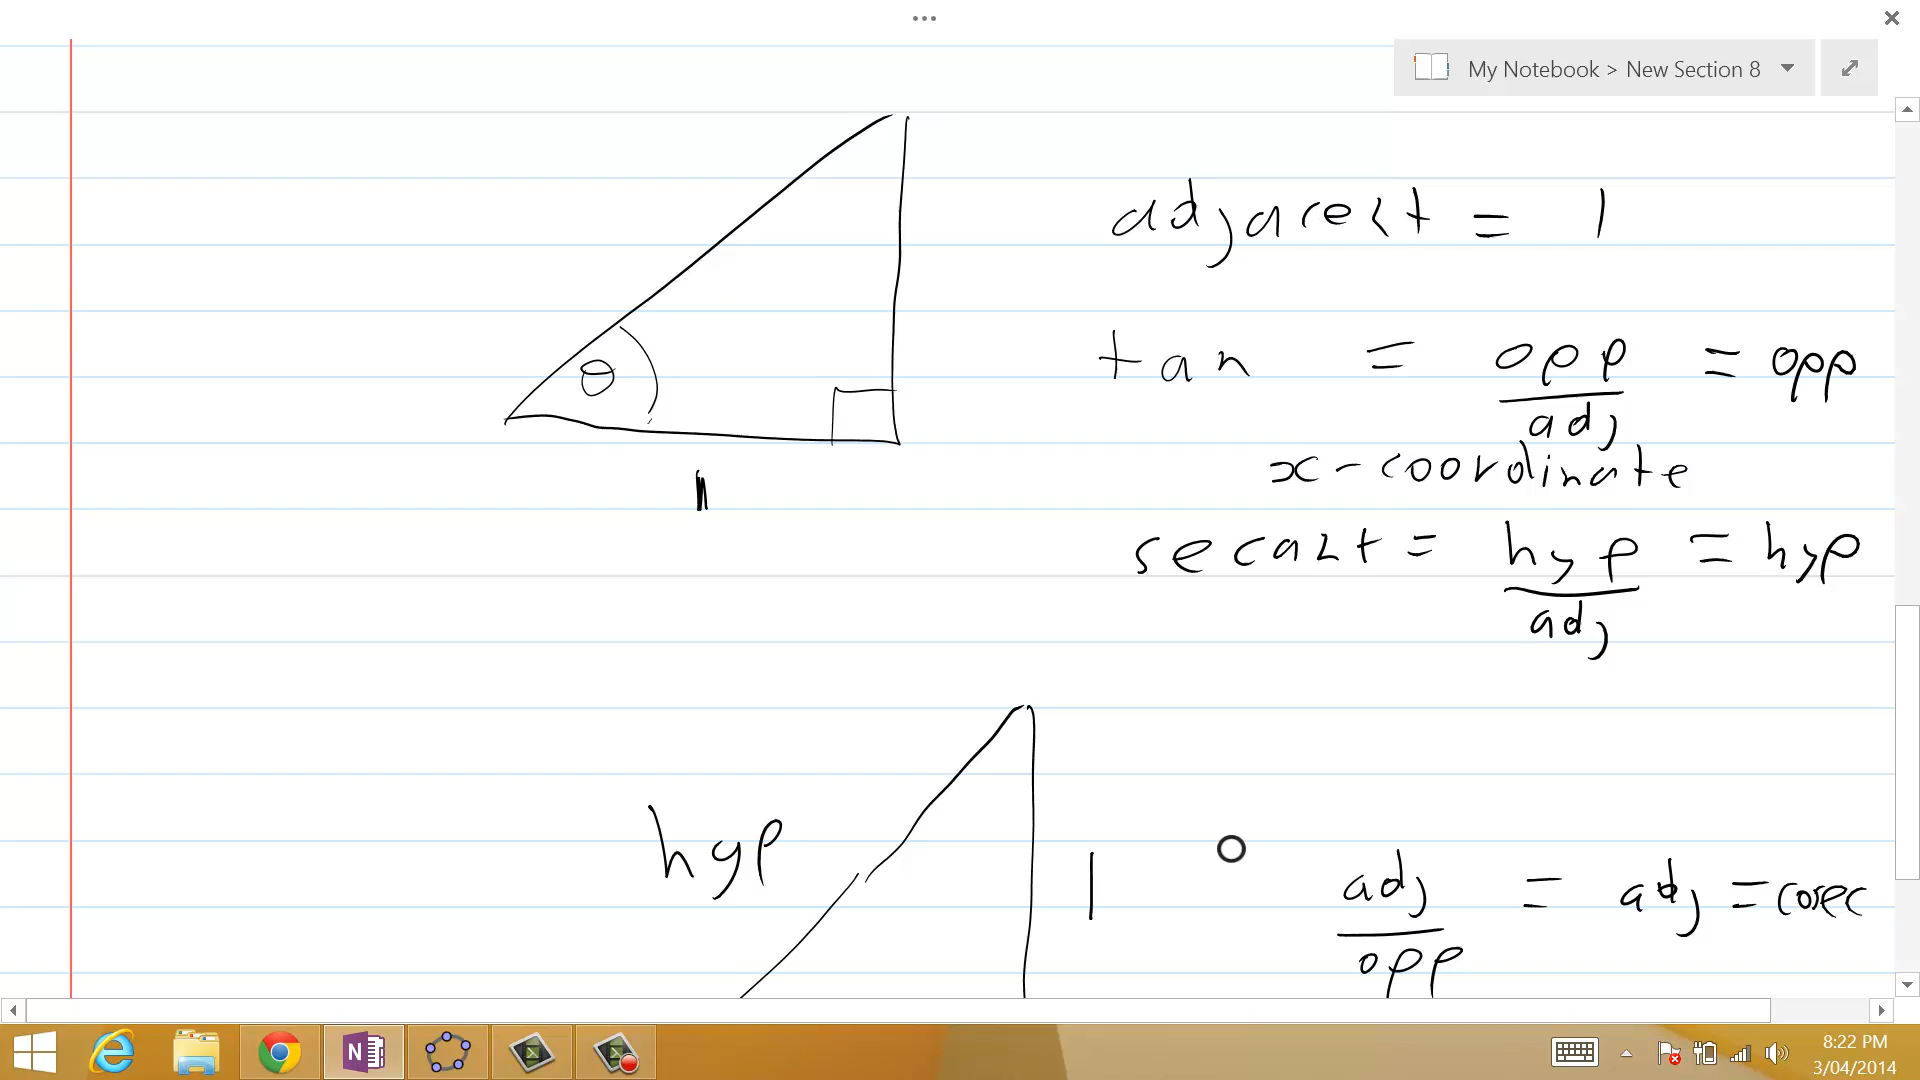 My Notebook > New Section 8
adjacent = 1
θ
tan = opp/adj = opp
x-coordinate
1
secant = hyp/adj = hyp
hyp
1
adj/opp = adj = cosec
8:22 PM
3/04/2014